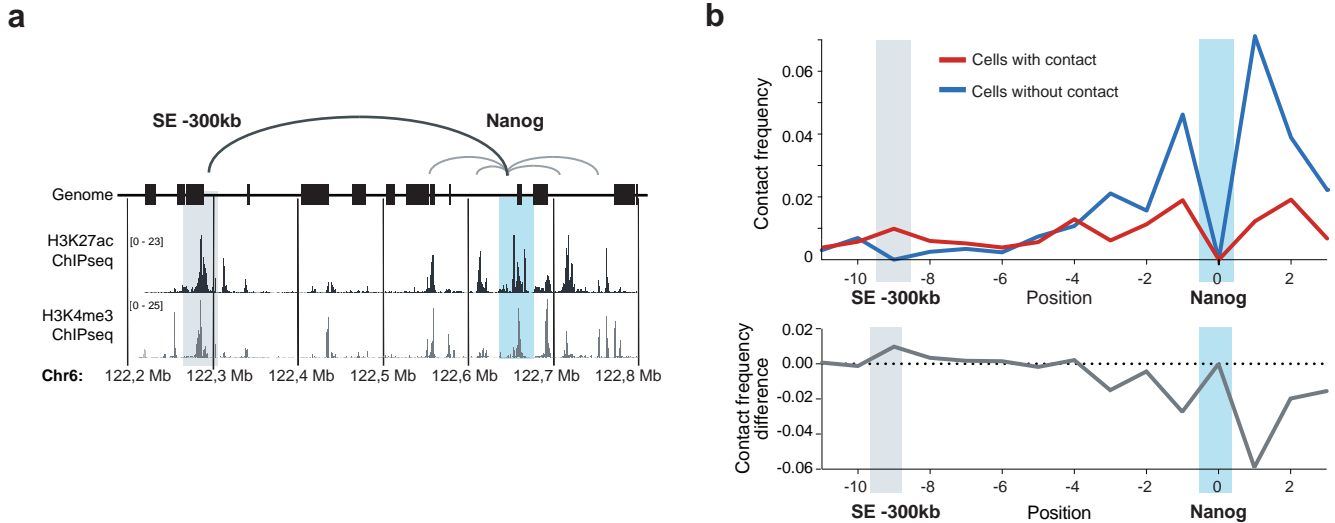 a
SE -300kb
Nanog
Genome
H3K27ac
ChIPseq
[0 - 23]
H3K4me3
ChIPseq
[0 - 25]
Chr6:
122,2 Mb
122,3 Mb
122,4 Mb
122,5 Mb
122,6 Mb
122,7 Mb
122,8 Mb
b
Contact frequency
0.06
0.04
0.02
0
Cells with contact
Cells without contact
-10
-8
-6
-4
-2
0
2
SE -300kb
Position
Nanog
Contact frequency
difference
0.02
0.00
-0.02
-0.04
-0.06
-10
-8
-6
-4
-2
0
2
SE -300kb
Position
Nanog